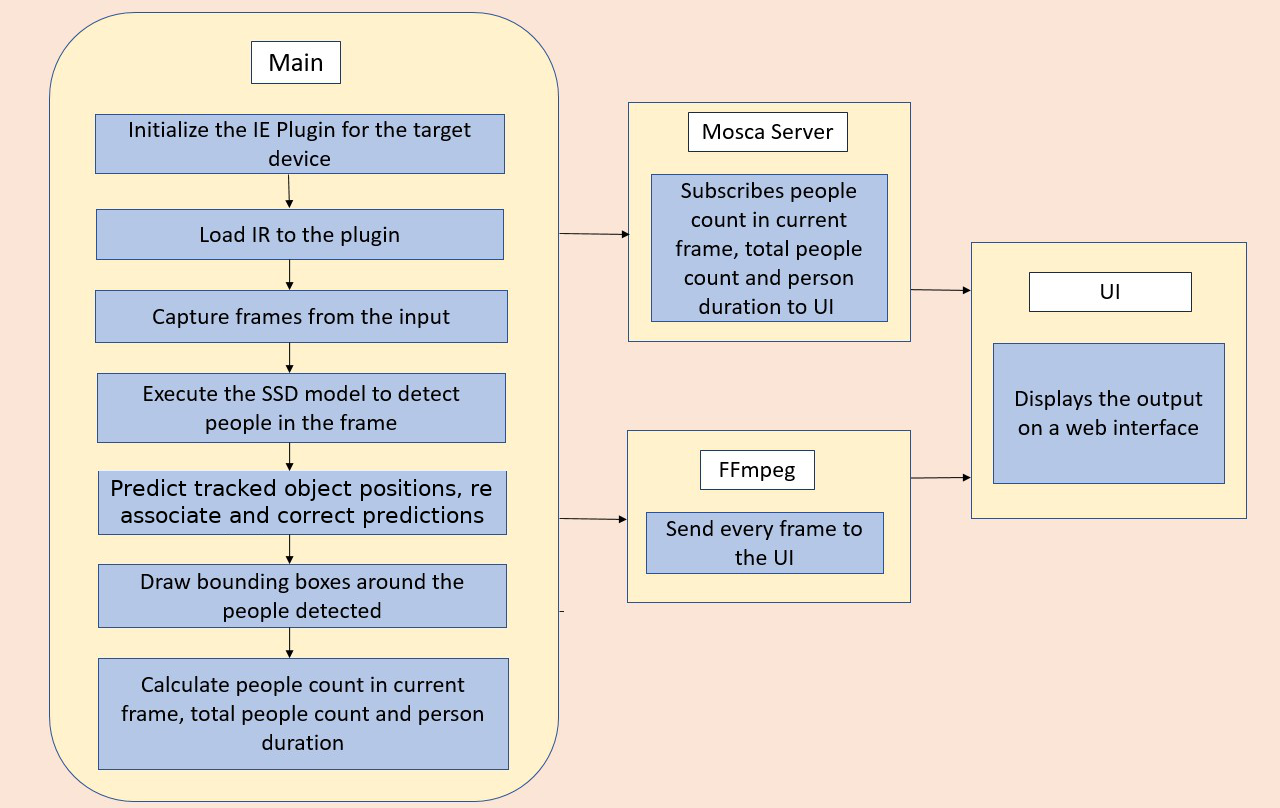 Main
Initialize the IE Plugin for the target
device
Load IR to the plugin
Capture frames from the input
Execute the SSD model to detect
people in the frame
Predict tracked object positions, re
associate and correct predictions
Draw bounding boxes around the
people detected
Calculate people count in current
frame, total people count and person
duration
Mosca Server
Subscribes people
count in current
frame, total people
count and person
duration to UI
FFmpeg
Send every frame to
the UI
UI
Displays the output
on a web interface